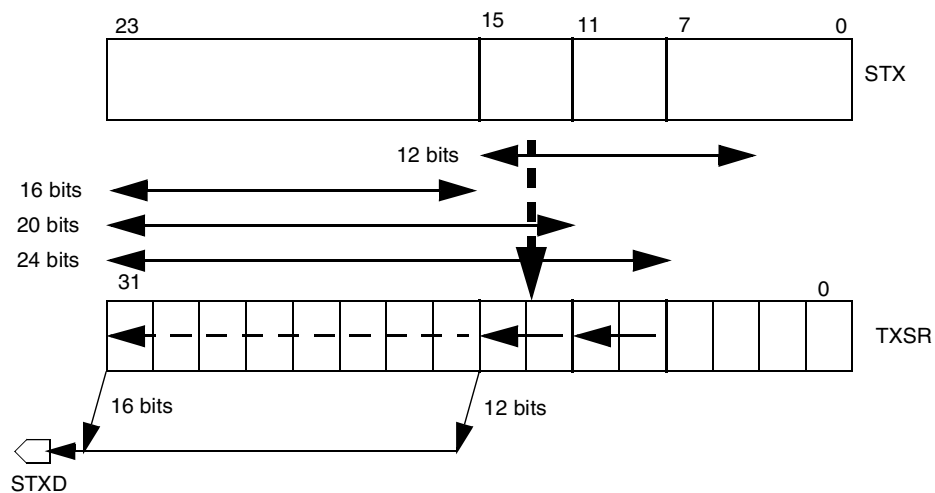 23 15 11 7 0
STX
12 bits
16 bits
20 bits
24 bits
31 0
TXSR
16 bits 12 bits
STXD